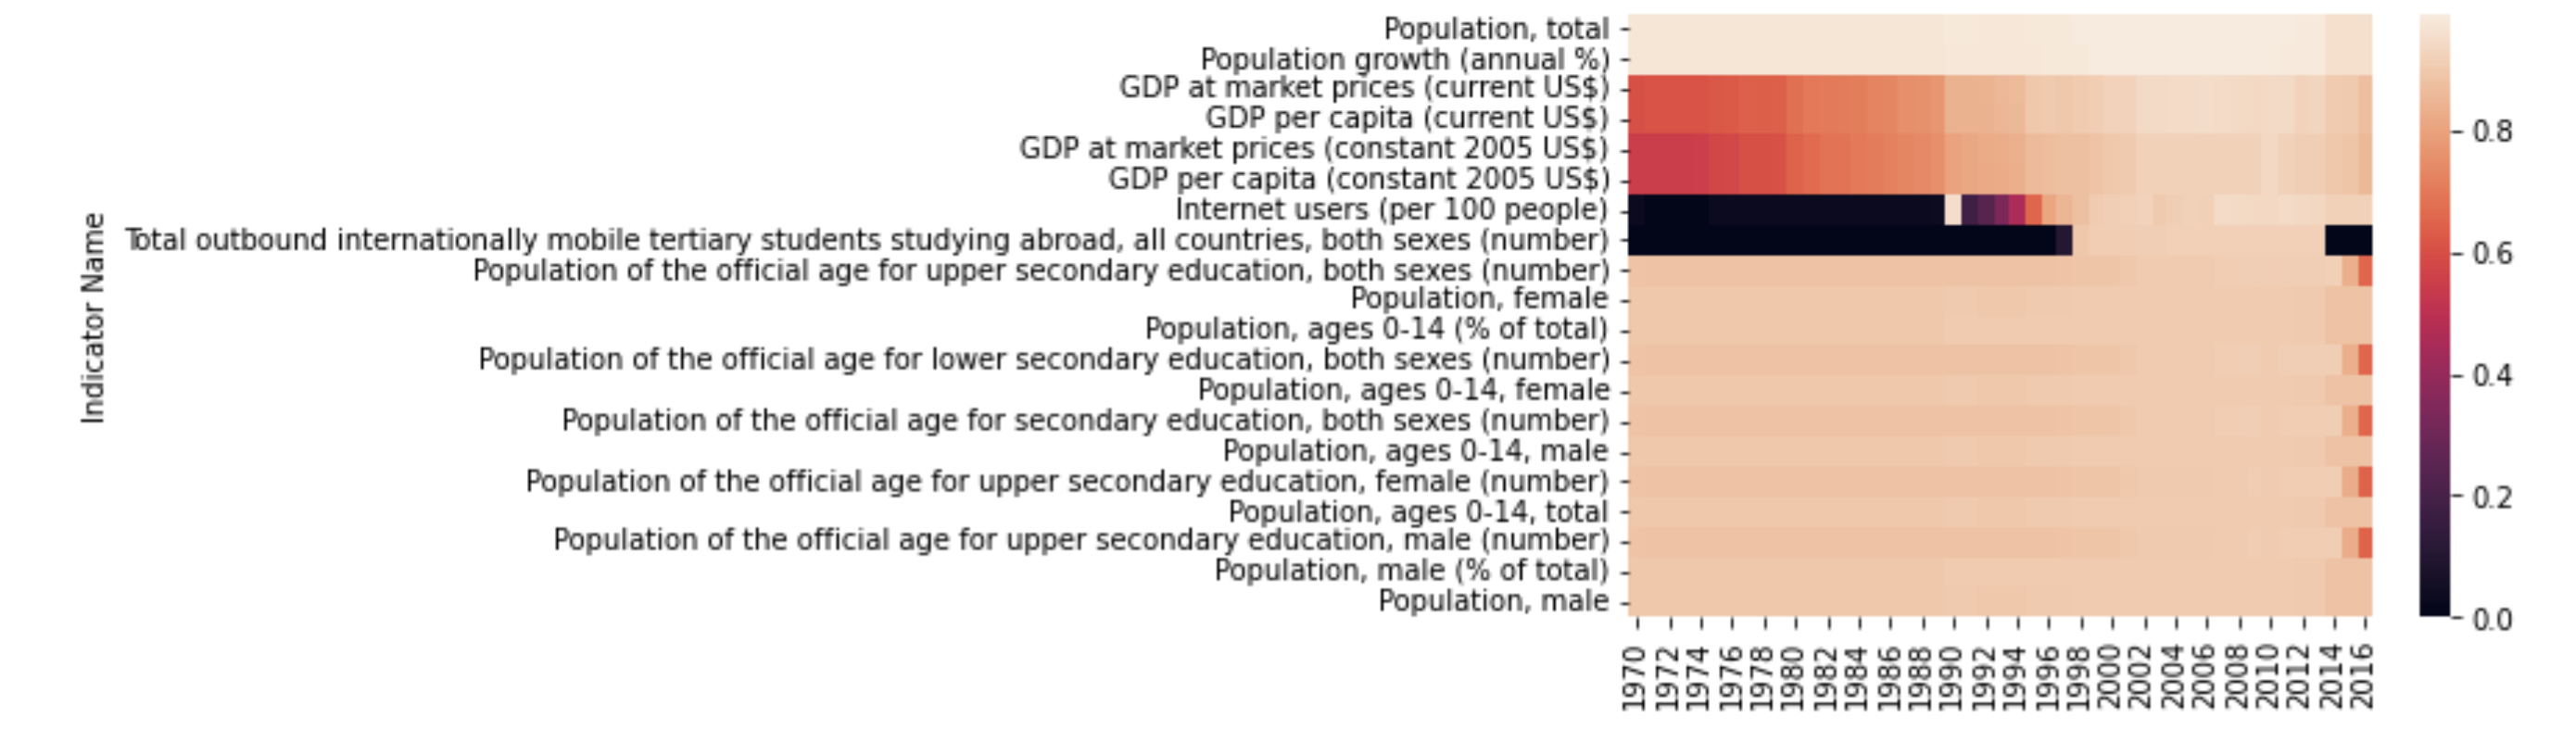 Indicator Name
Population, total
Population growth (annual %)
GDP at market prices (current US$)
GDP per capita (current US$)
GDP at market prices (constant 2005 US$)
GDP per capita (constant 2005 US$)
Internet users (per 100 people)
Total outbound internationally mobile tertiary students studying abroad, all countries, both sexes (number)
Population of the official age for upper secondary education, both sexes (number)
Population, female
Population, ages 0-14 (% of total)
Population of the official age for lower secondary education, both sexes (number)
Population, ages 0-14, female
Population of the official age for secondary education, both sexes (number)
Population, ages 0-14, male
Population of the official age for upper secondary education, female (number)
Population, ages 0-14, total
Population of the official age for upper secondary education, male (number)
Population, male (% of total)
Population, male
1970 1972 1974 1976 1978 1980 1982 1984 1986 1988 1990 1992 1994 1996 1998 2000 2002 2004 2006 2008 2010 2012 2014 2016
0.8
0.6
0.4
0.2
0.0